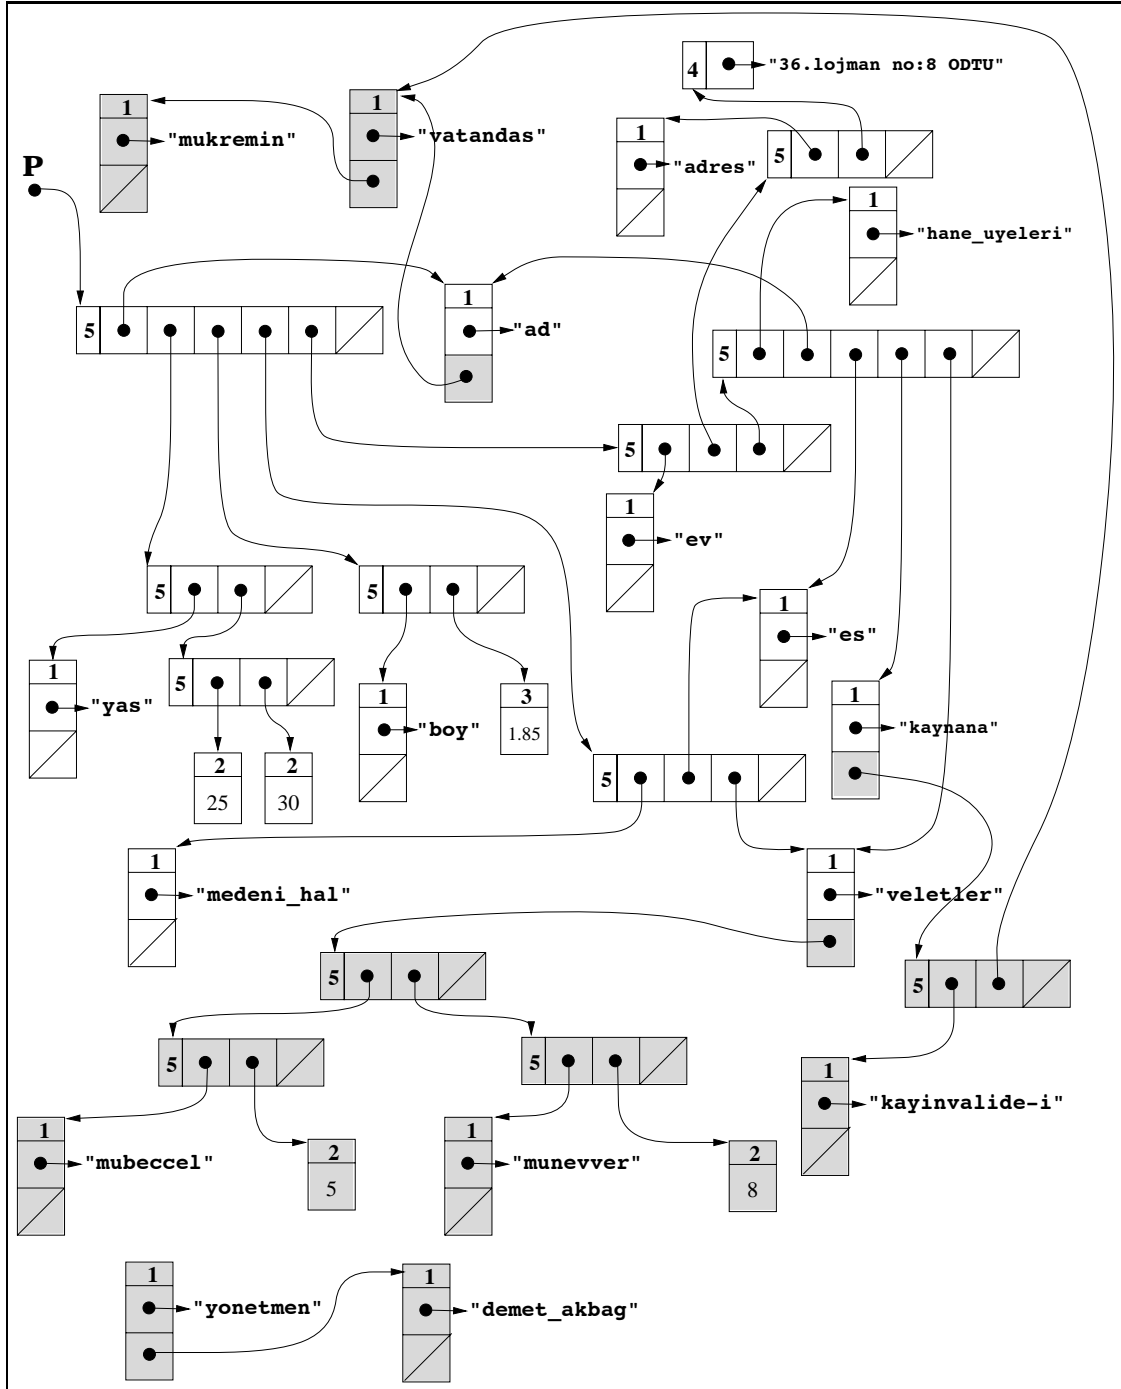 4 "36.lojman no:8 ODTU"
1 1
"mukremin" "vatandas"
1
"adres"
5
P
1
"hane_uyeleri"
1
5 "ad"
5
5
1
"ev"
5 5
1
"es"
1
"yas"
5
1
"boy"
3
1.85
1
"kaynana"
2 2
25 30
5
1
"medeni_hal"
1
"veletler"
5 5
5 5
1
"kayinvalide-i"
1
"mubeccel"
2
5
1
"munevver"
2
8
1 1
"yonetmen" "demet_akbag"